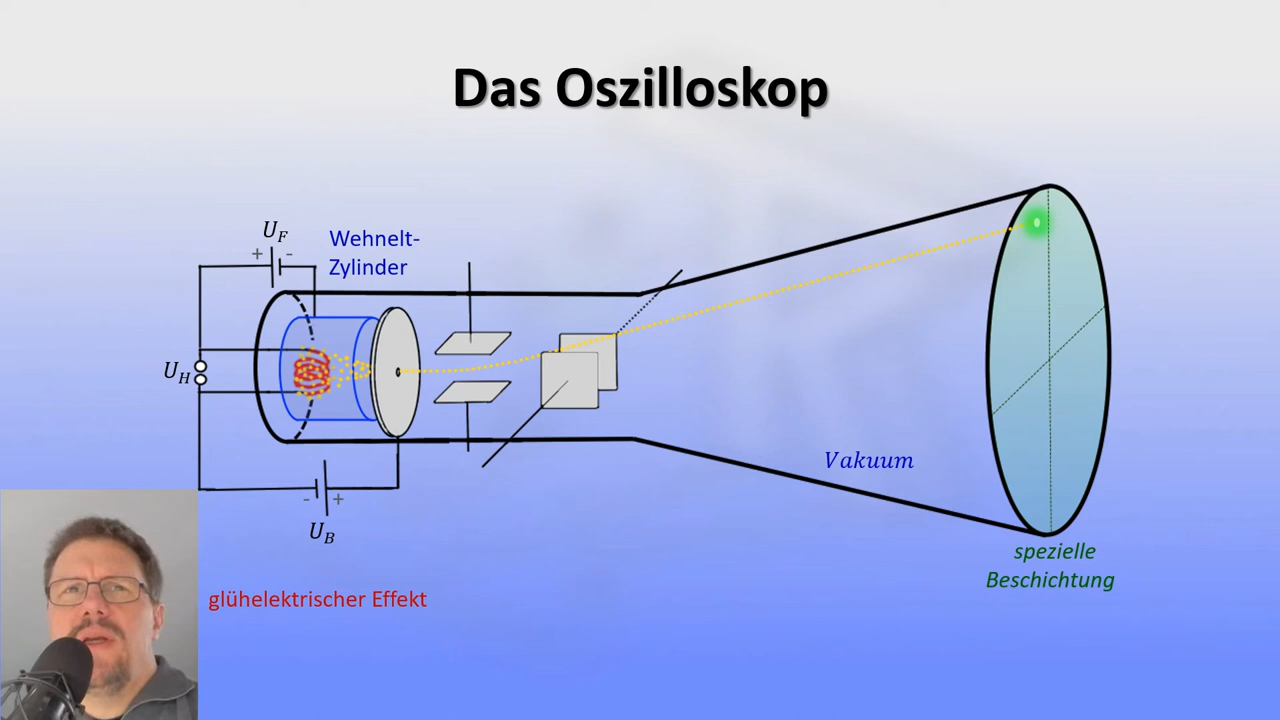 Das Oszilloskop
U_F
+ -
Wehnelt-
Zylinder
U_H
Vakuum
- +
U_B
spezielle
Beschichtung
glühelektrischer Effekt